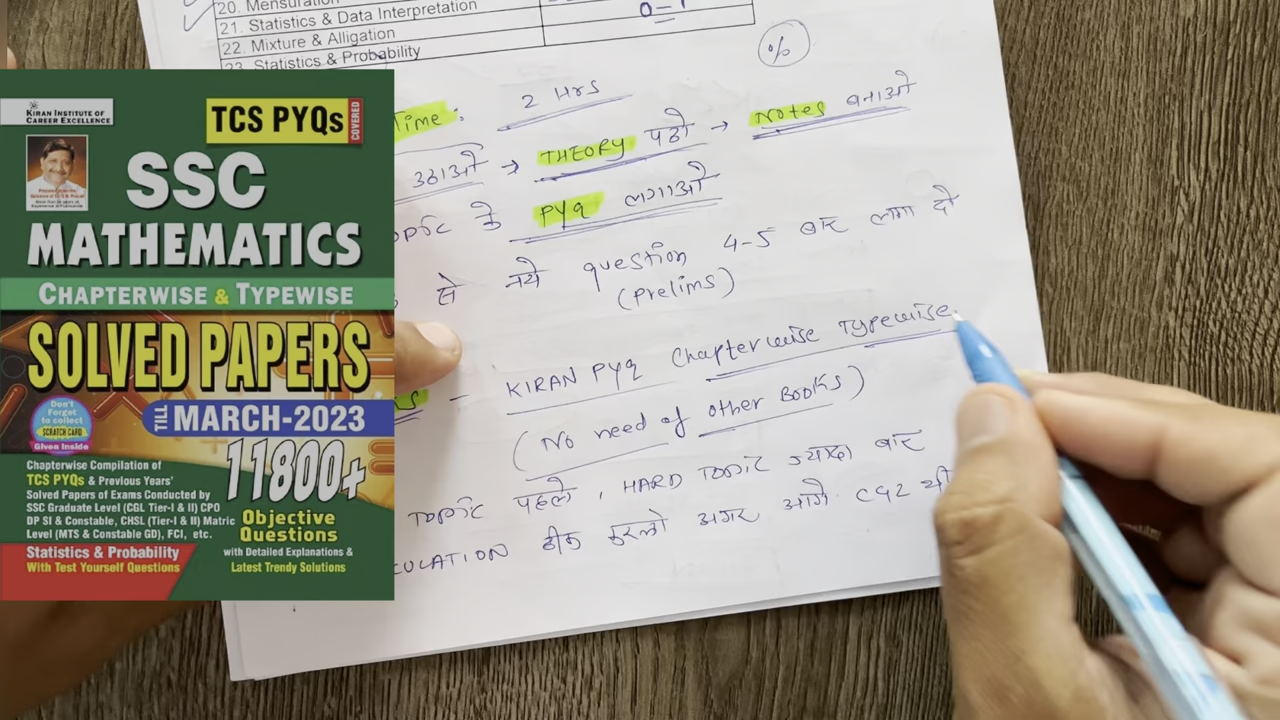 20. Mensuration
21. Statistics & Data Interpretation
22. Mixture & Alligation
23. Statistics & Probability
0-1
%
Time: 2 Hrs
उठाओ → THEORY पढो → Notes बनाओ
के PYQ लगाओ
से नये question 4-5 बार लगा दो
(Prelims)
- KIRAN PYQ Chapterwise Typewise
(No need of other Books)
TOPIC पहले, HARD TOPIC ज्यादा बार
ठीक करलो अगर आगे CGL भी
KIRAN INSTITUTE OF
CAREER EXCELLENCE
TCS PYQs
COVERED
SSC
MATHEMATICS
CHAPTERWISE & TYPEWISE
SOLVED PAPERS
TILL MARCH-2023
Don't
Forget
to collect
SCRATCH CARD
Given Inside
11800+
Objective
Questions
with Detailed Explanations &
Latest Trendy Solutions
Chapterwise Compilation of
TCS PYQs & Previous Years'
Solved Papers of Exams Conducted by
SSC Graduate Level (CGL Tier-I & II) CPO
DP SI & Constable, CHSL (Tier-I & II) Matric
Level (MTS & Constable GD), FCI, etc.
Statistics & Probability
With Test Yourself Questions